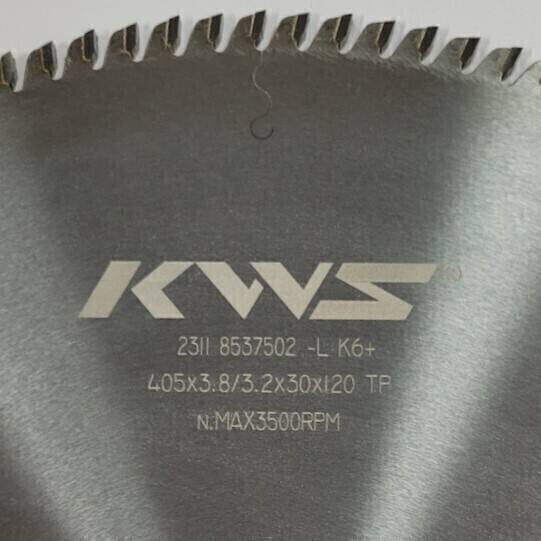 KWS®
2311 8537502 -L K6+
405x3.8/3.2x30x120 TP
n.MAX3500RPM